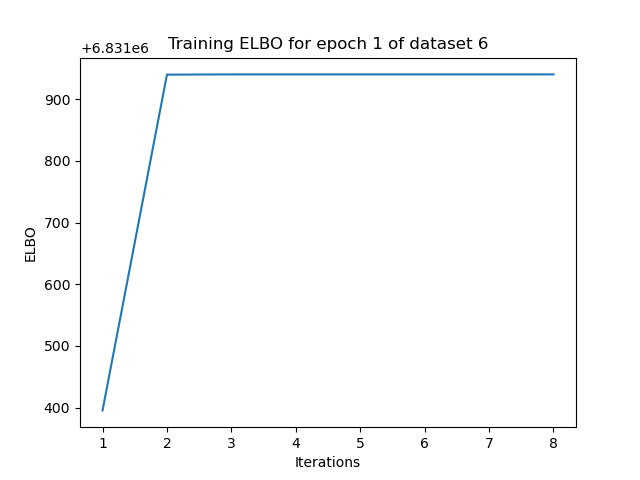 +6.831e6
Training ELBO for epoch 1 of dataset 6
900
800
700
600
500
400
ELBO
1 2 3 4 5 6 7 8
Iterations